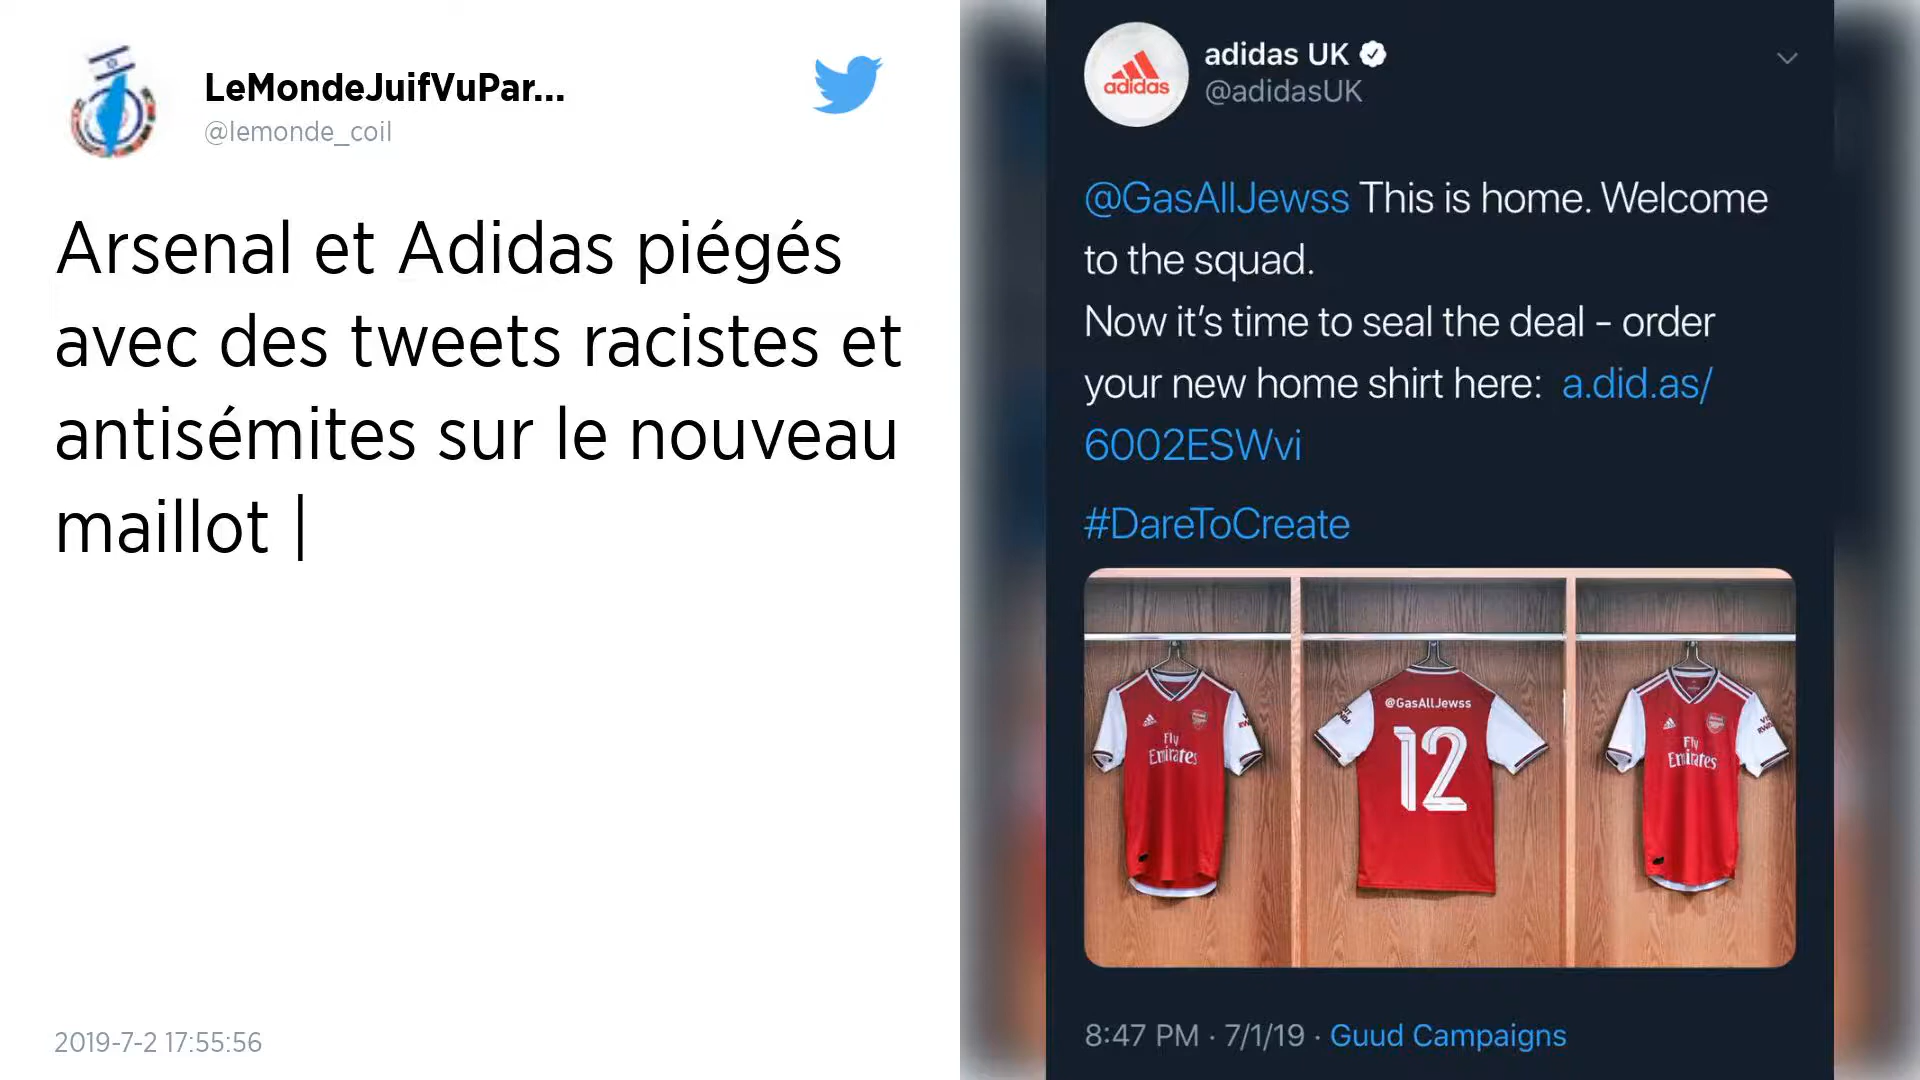 LeMondeJuifVuPar...
@lemonde_coil
Arsenal et Adidas piégés
avec des tweets racistes et
antisémites sur le nouveau
maillot |
2019-7-2 17:55:56
adidas
adidas UK
@adidasUK
@GasAllJewss This is home. Welcome
to the squad.
Now it’s time to seal the deal - order
your new home shirt here: a.did.as/
6002ESWvi
#DareToCreate
Fly
Emirates
@GasAllJewss
12
Fly
Emirates
8:47 PM · 7/1/19 · Guud Campaigns